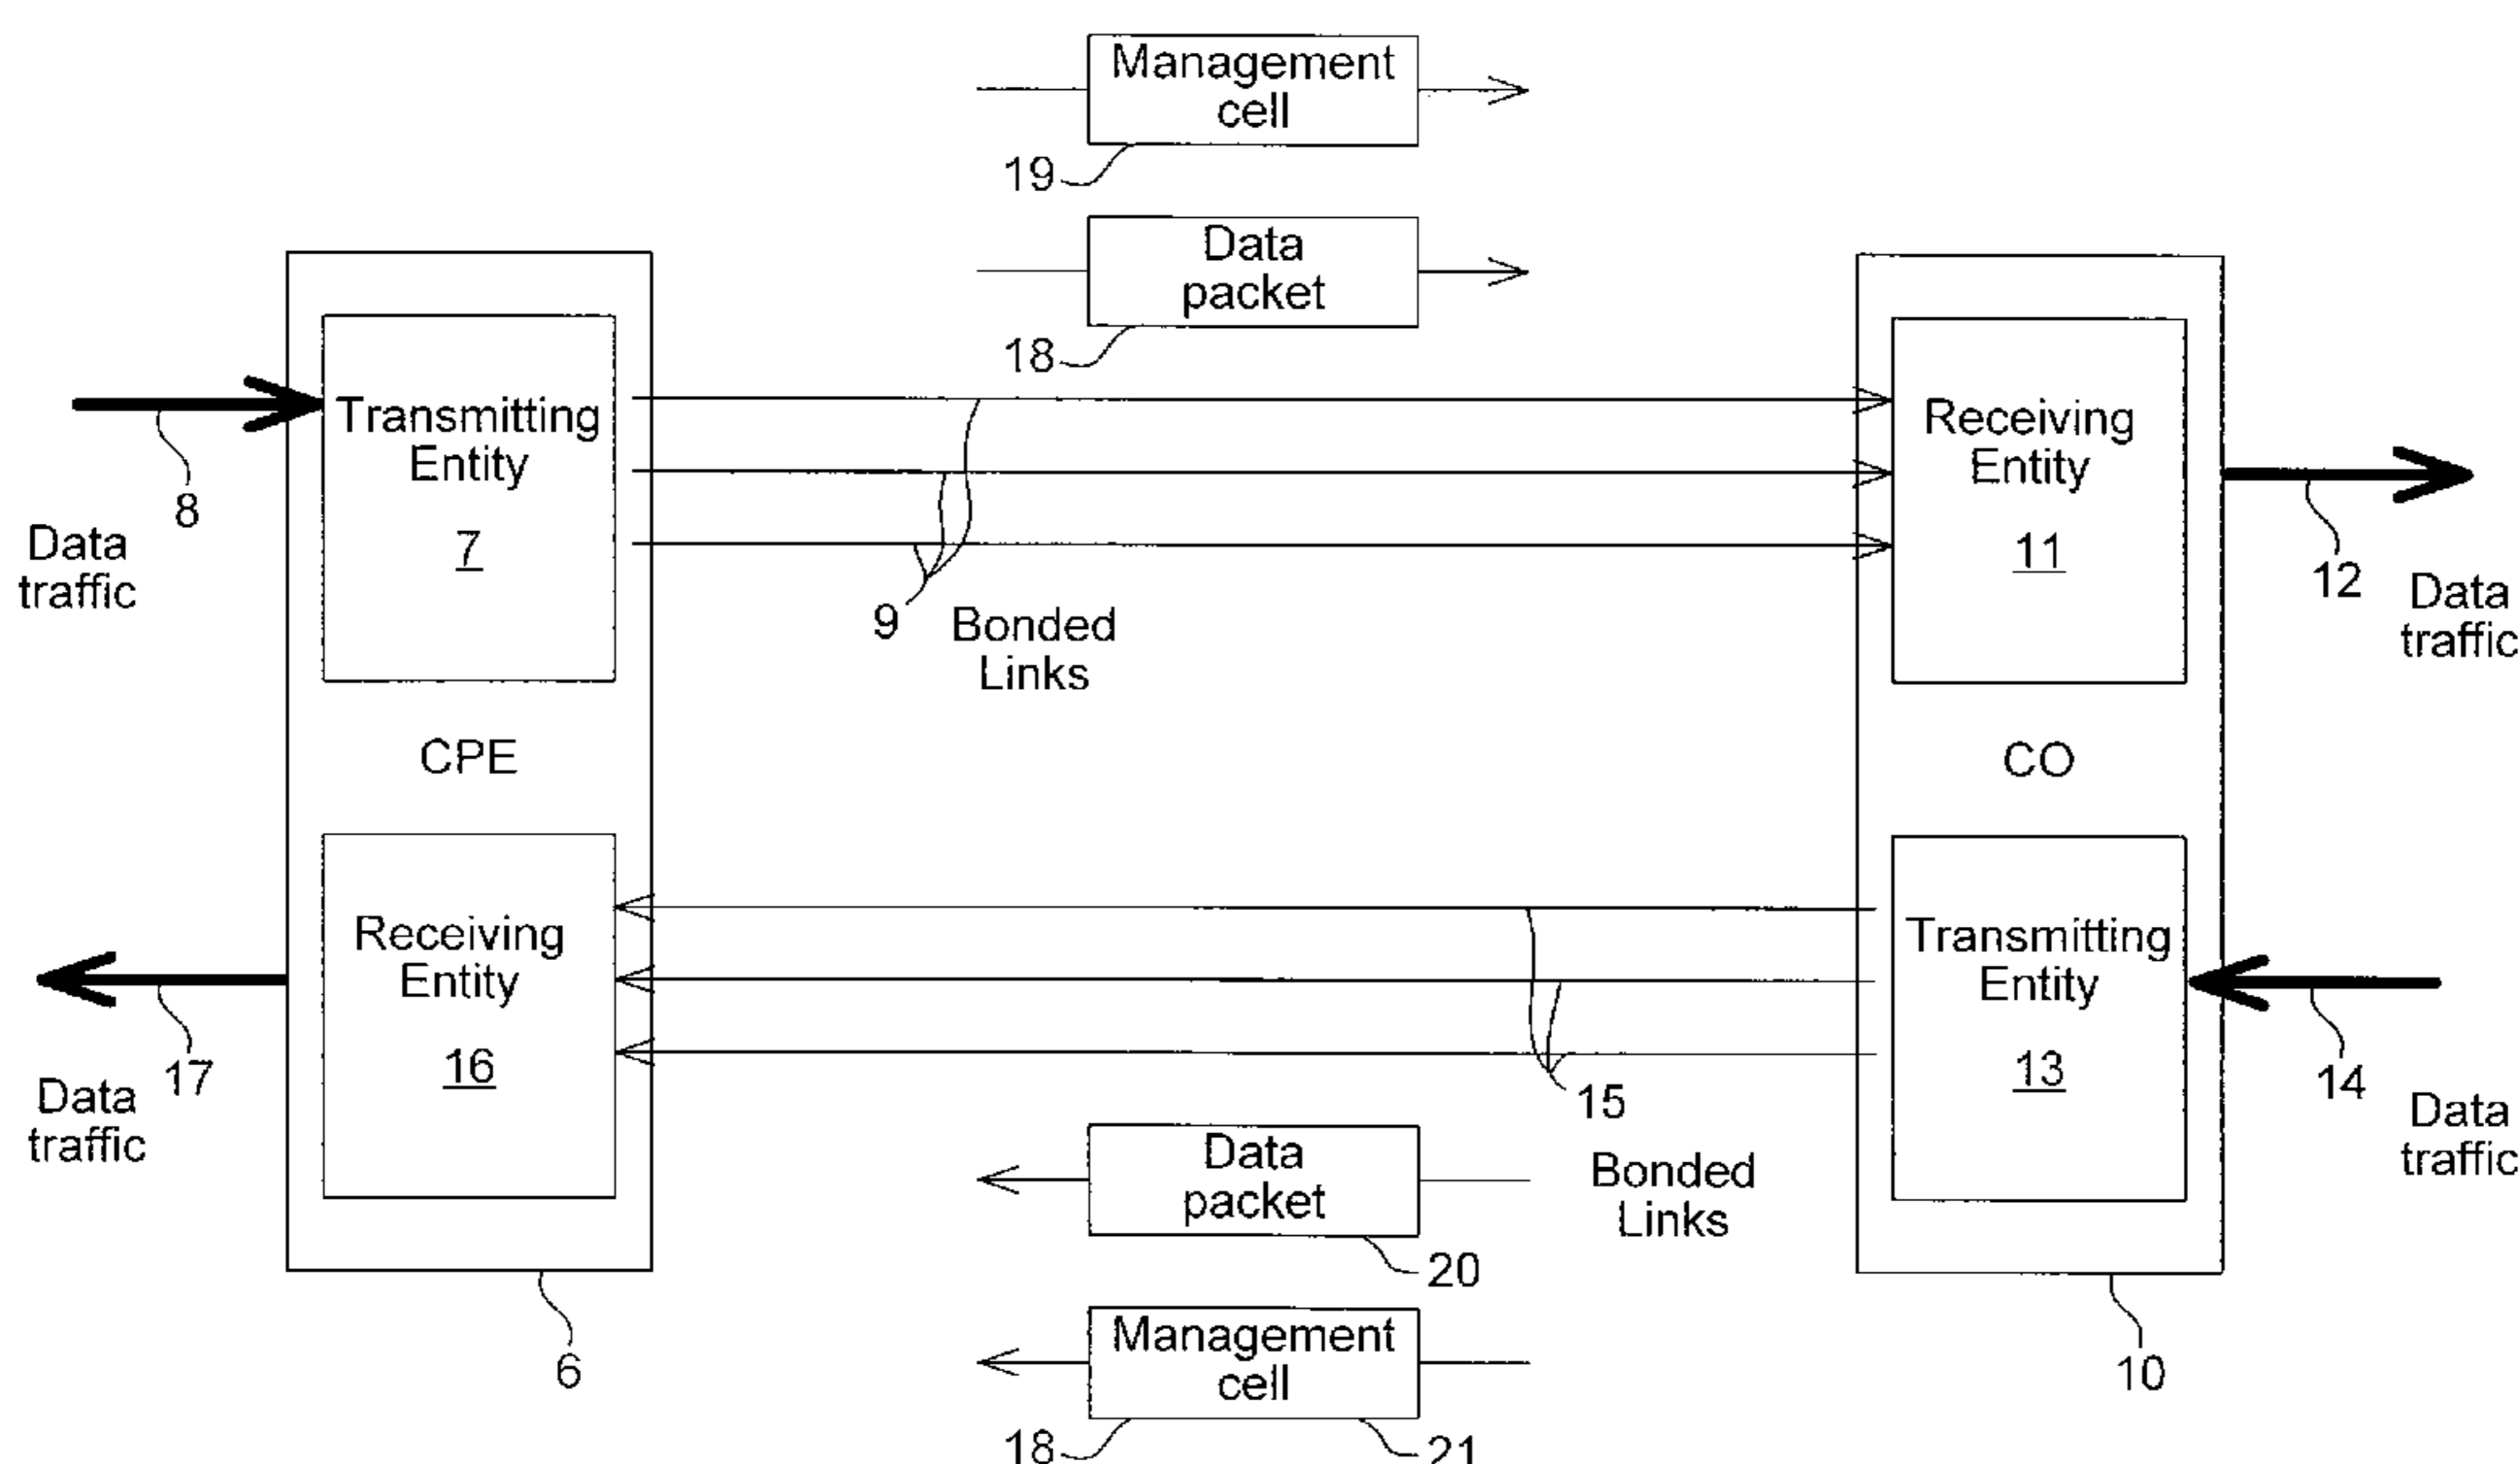 Management
cell
19
Data
packet
18
Transmitting
Entity
7
8
Data
traffic
9
Bonded
Links
Receiving
Entity
11
12
Data
traffic
CPE
CO
Receiving
Entity
16
17
Data
traffic
Transmitting
Entity
13
14
Data
traffic
15
Bonded
Links
Data
packet
20
Management
cell
18
21
6
10